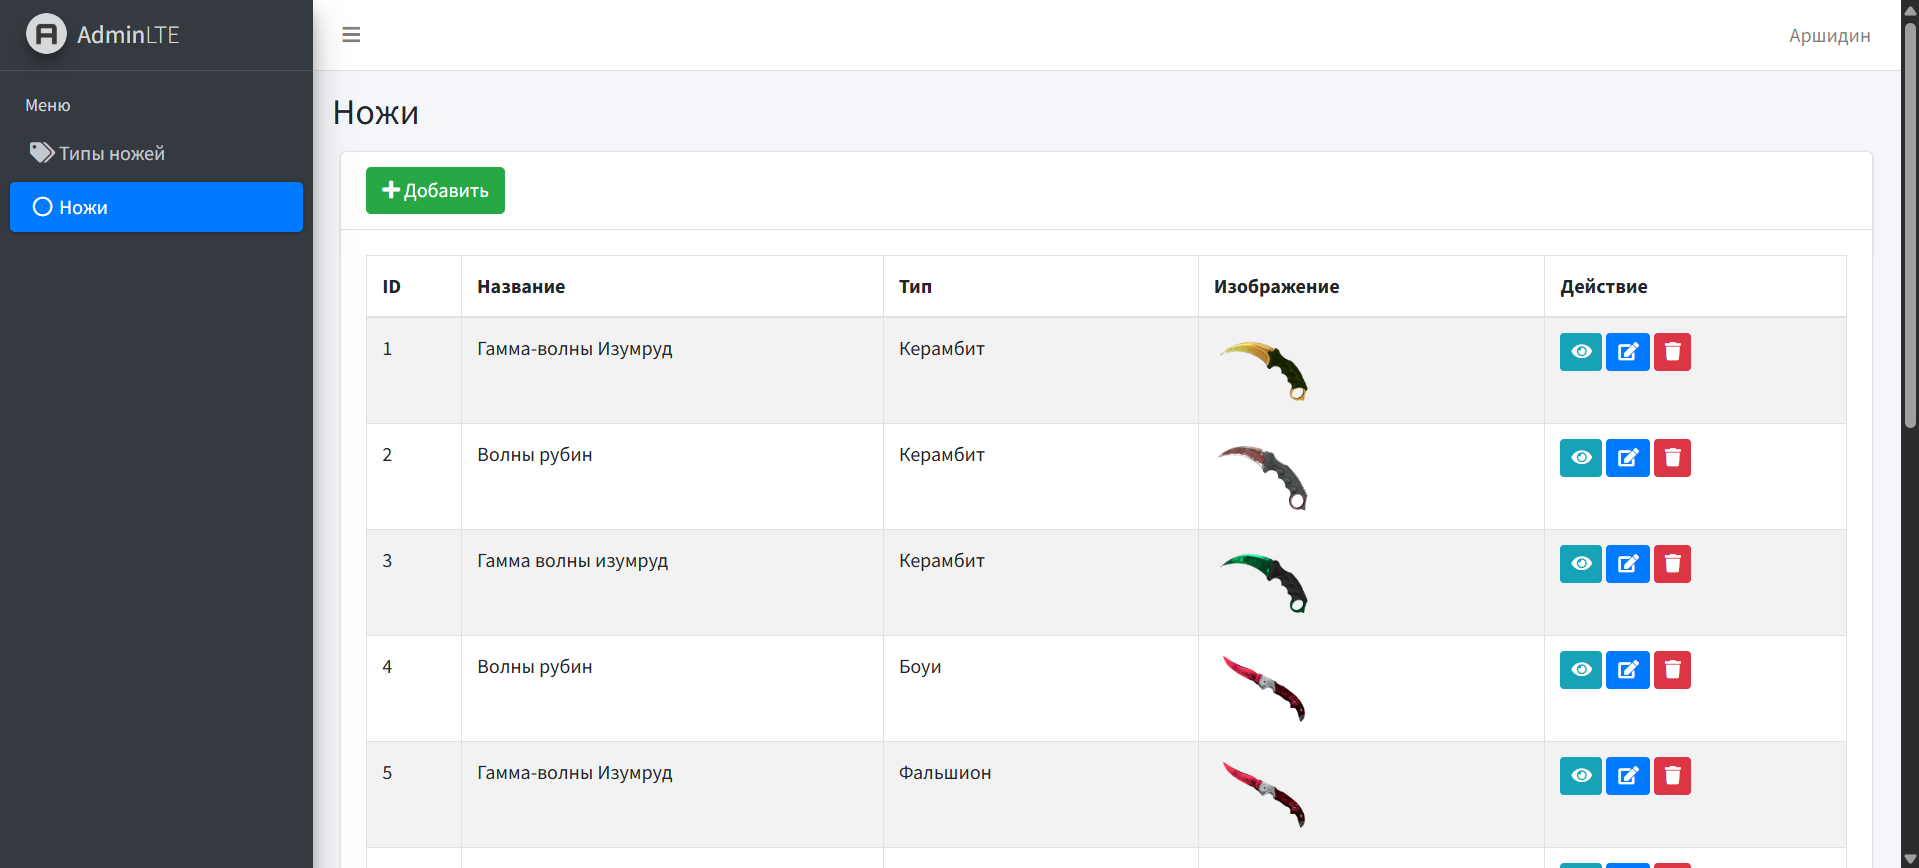 AdminLTE
Аршидин
Меню
Типы ножей
Ножи
Ножи
Добавить
ID Название Тип Изображение Действие
1 Гамма-волны Изумруд Керамбит
2 Волны рубин Керамбит
3 Гамма волны изумруд Керамбит
4 Волны рубин Боуи
5 Гамма-волны Изумруд Фальшион